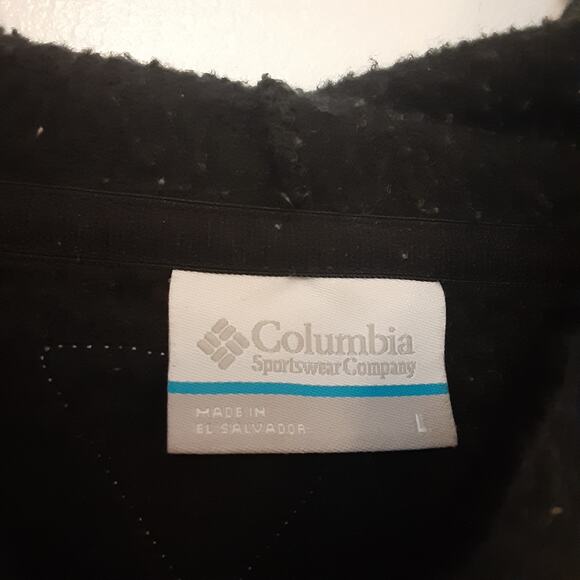 Columbia
Sportswear Company
MADE IN
EL SALVADOR
L